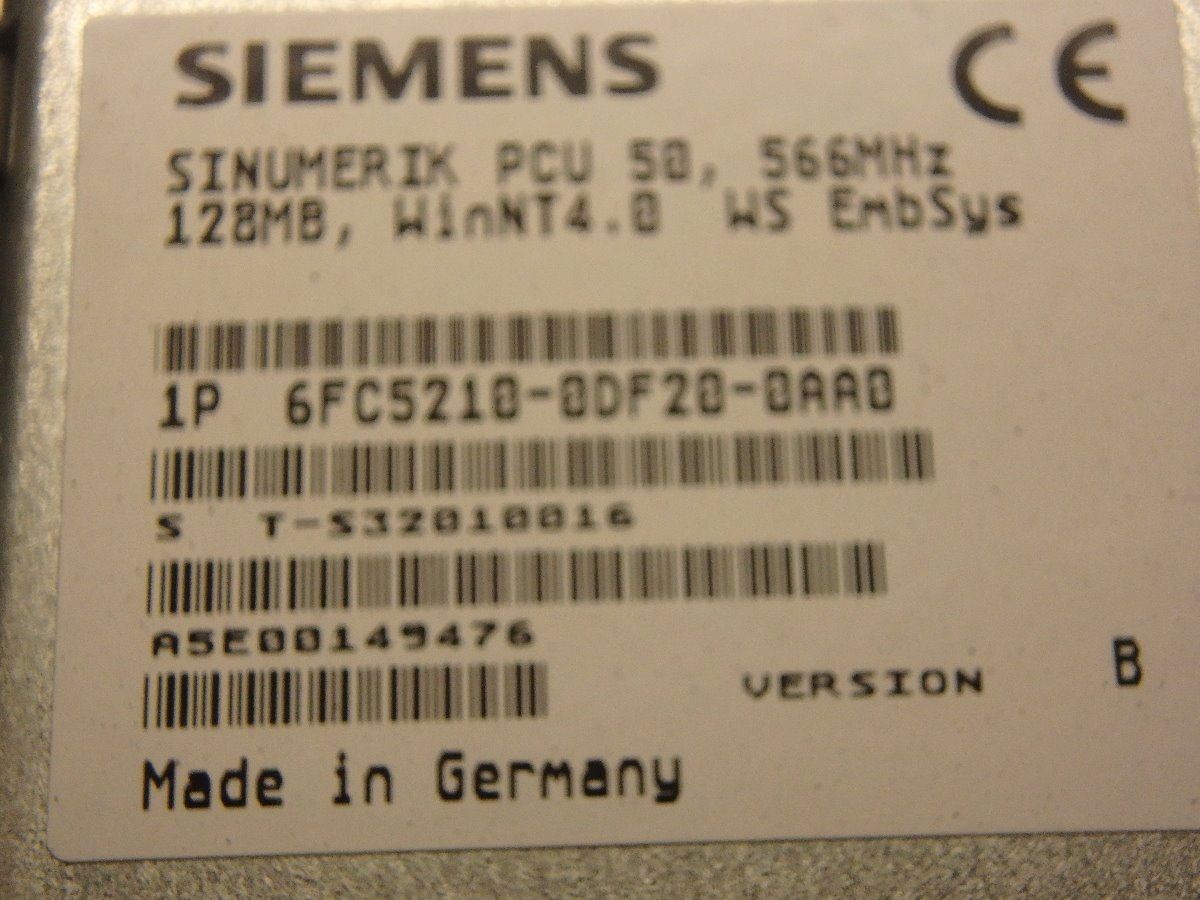 SIEMENS CE
SINUMERIK PCU 50, 566MHz
128MB, WinNT4.0 WS EmbSys
1P 6FC5210-0DF20-0AA0
S T-S32010016
A5E00149476
VERSION B
Made in Germany